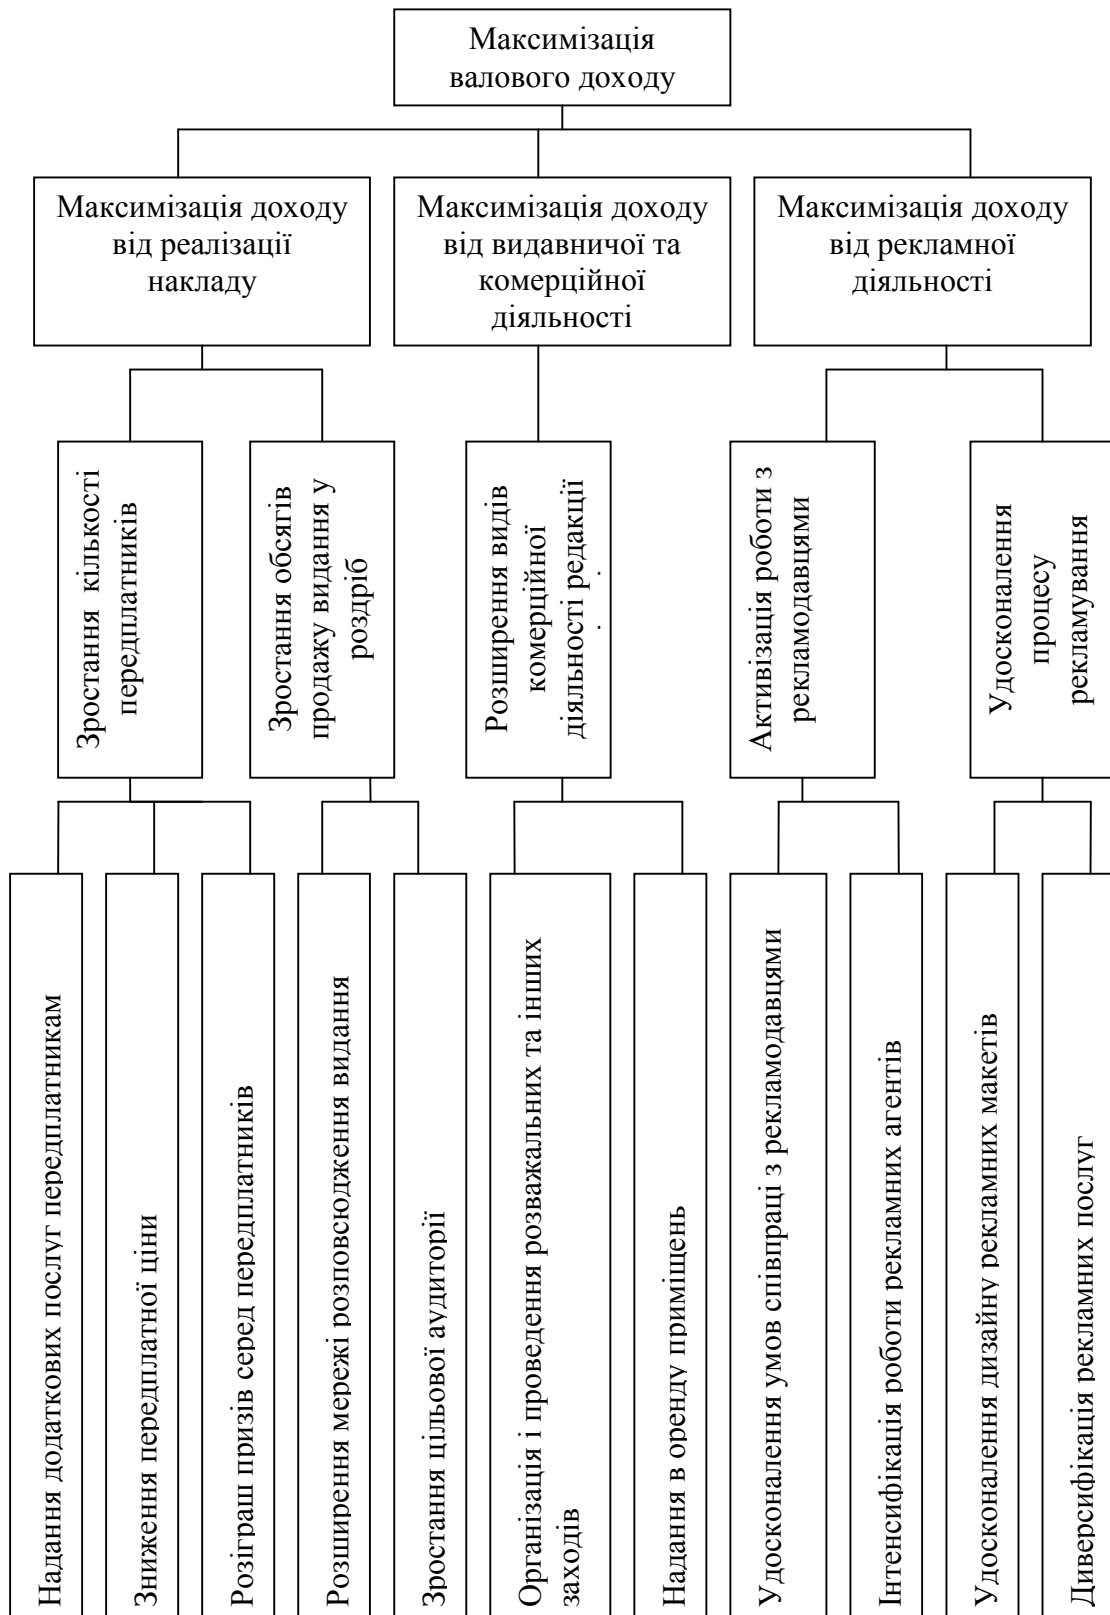 Максимізація
валового доходу
Максимізація доходу
від реалізації
накладу
Максимізація доходу
від видавничої та
комерційної
діяльності
Максимізація доходу
від рекламної
діяльності
Зростання кількості
передплатників
Зростання обсягів
продажу видання у
роздріб
Розширення видів
комерційної
діяльності редакції
Активізація роботи з
рекламодавцями
Удосконалення
процесу
рекламування
Надання додаткових послуг передплатникам
Зниження передплатної ціни
Розіграш призів серед передплатників
Розширення мережі розповсюдження видання
Зростання цільової аудиторії
Організація і проведення розважальних та інших
заходів
Надання в оренду приміщень
Удосконалення умов співпраці з рекламодавцями
Інтенсифікація роботи рекламних агентів
Удосконалення дизайну рекламних макетів
Диверсифікація рекламних послуг